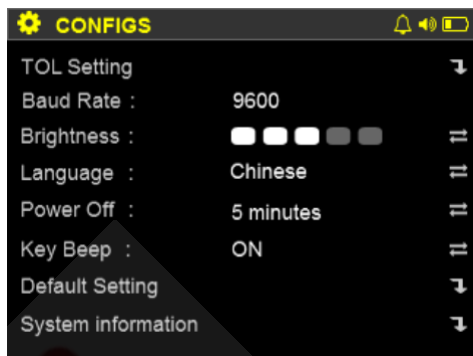 CONFIGS
TOL Setting
Baud Rate : 9600
Brightness :
Language : Chinese
Power Off : 5 minutes
Key Beep : ON
Default Setting
System information